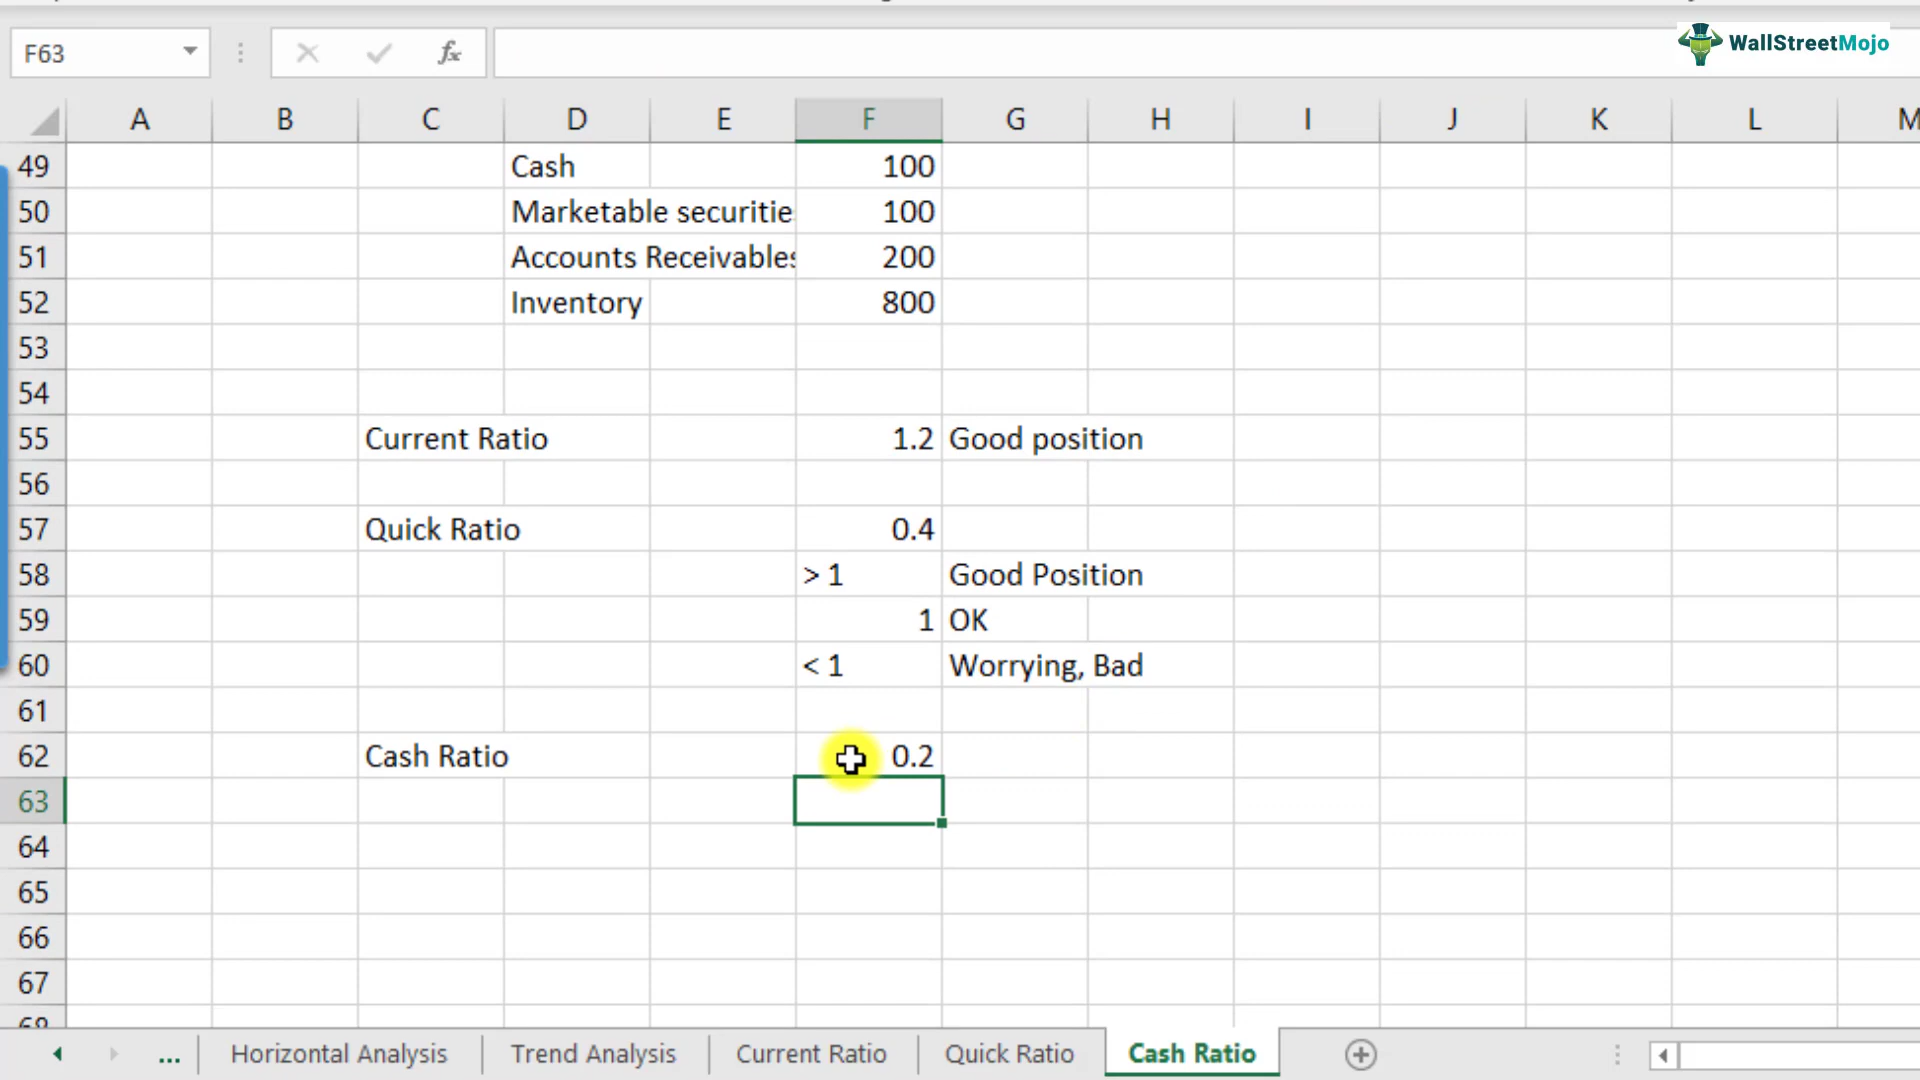 WallStreetMojo
F63 fx
A B C D E F G H I J K L M
49 Cash 100
50 Marketable securities 100
51 Accounts Receivables 200
52 Inventory 800
53
54
55 Current Ratio 1.2 Good position
56
57 Quick Ratio 0.4
58 > 1 Good Position
59 1 OK
60 < 1 Worrying, Bad
61
62 Cash Ratio 0.2
63
64
65
66
67
68
... Horizontal Analysis Trend Analysis Current Ratio Quick Ratio Cash Ratio